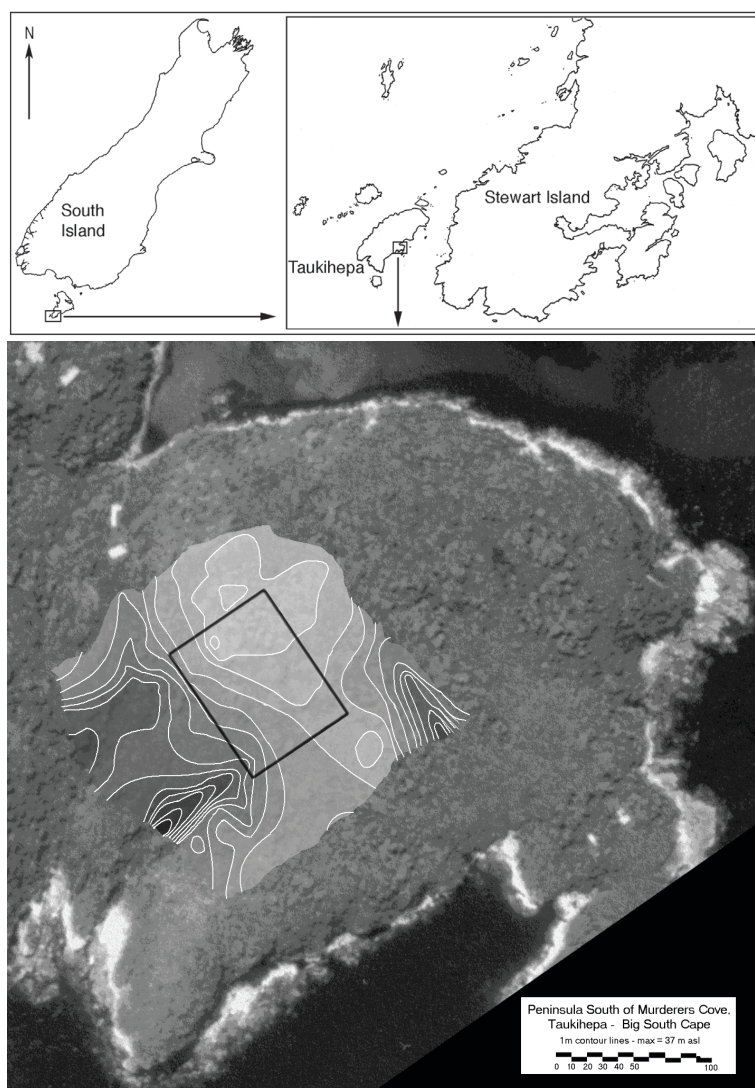 N
South
Island
Stewart Island
Taukihepa
Peninsula South of Murderers Cove,
Taukihepa - Big South Cape
1m contour lines - max = 37 m asl
0 10 20 30 40 50 100